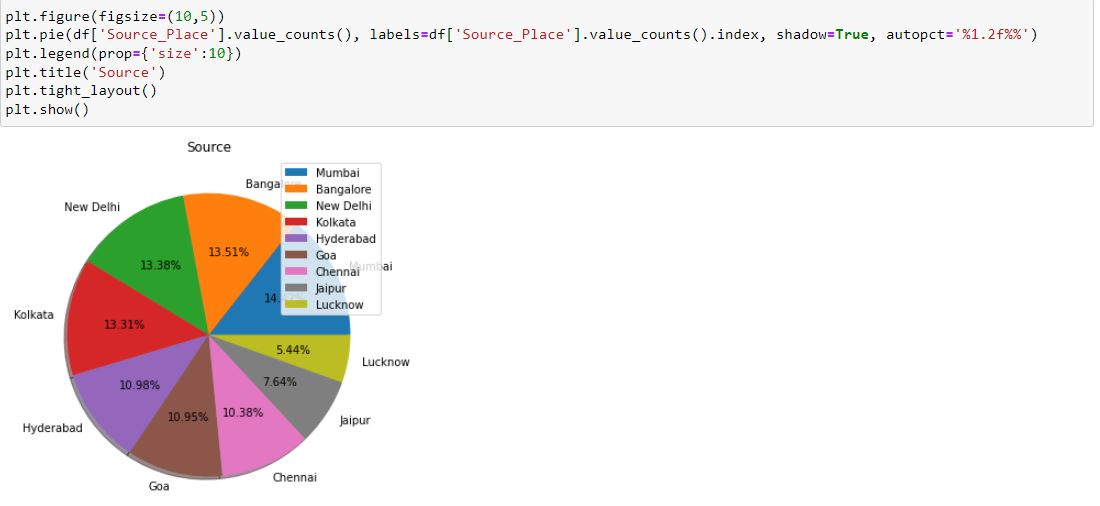 plt.figure(figsize=(10,5))
plt.pie(df['Source_Place'].value_counts(), labels=df['Source_Place'].value_counts().index, shadow=True, autopct='%1.2f%%')
plt.legend(prop={'size':10})
plt.title('Source')
plt.tight_layout()
plt.show()
Source
Bangalore
Mumbai
Bangalore
New Delhi
Kolkata
Hyderabad
Goa
Chennai
Jaipur
Lucknow
New Delhi
13.51%
13.38%
Mumbai
Kolkata
13.31%
5.44%
Lucknow
10.98%
7.64%
10.95%
10.38%
Hyderabad
Jaipur
Chennai
Goa